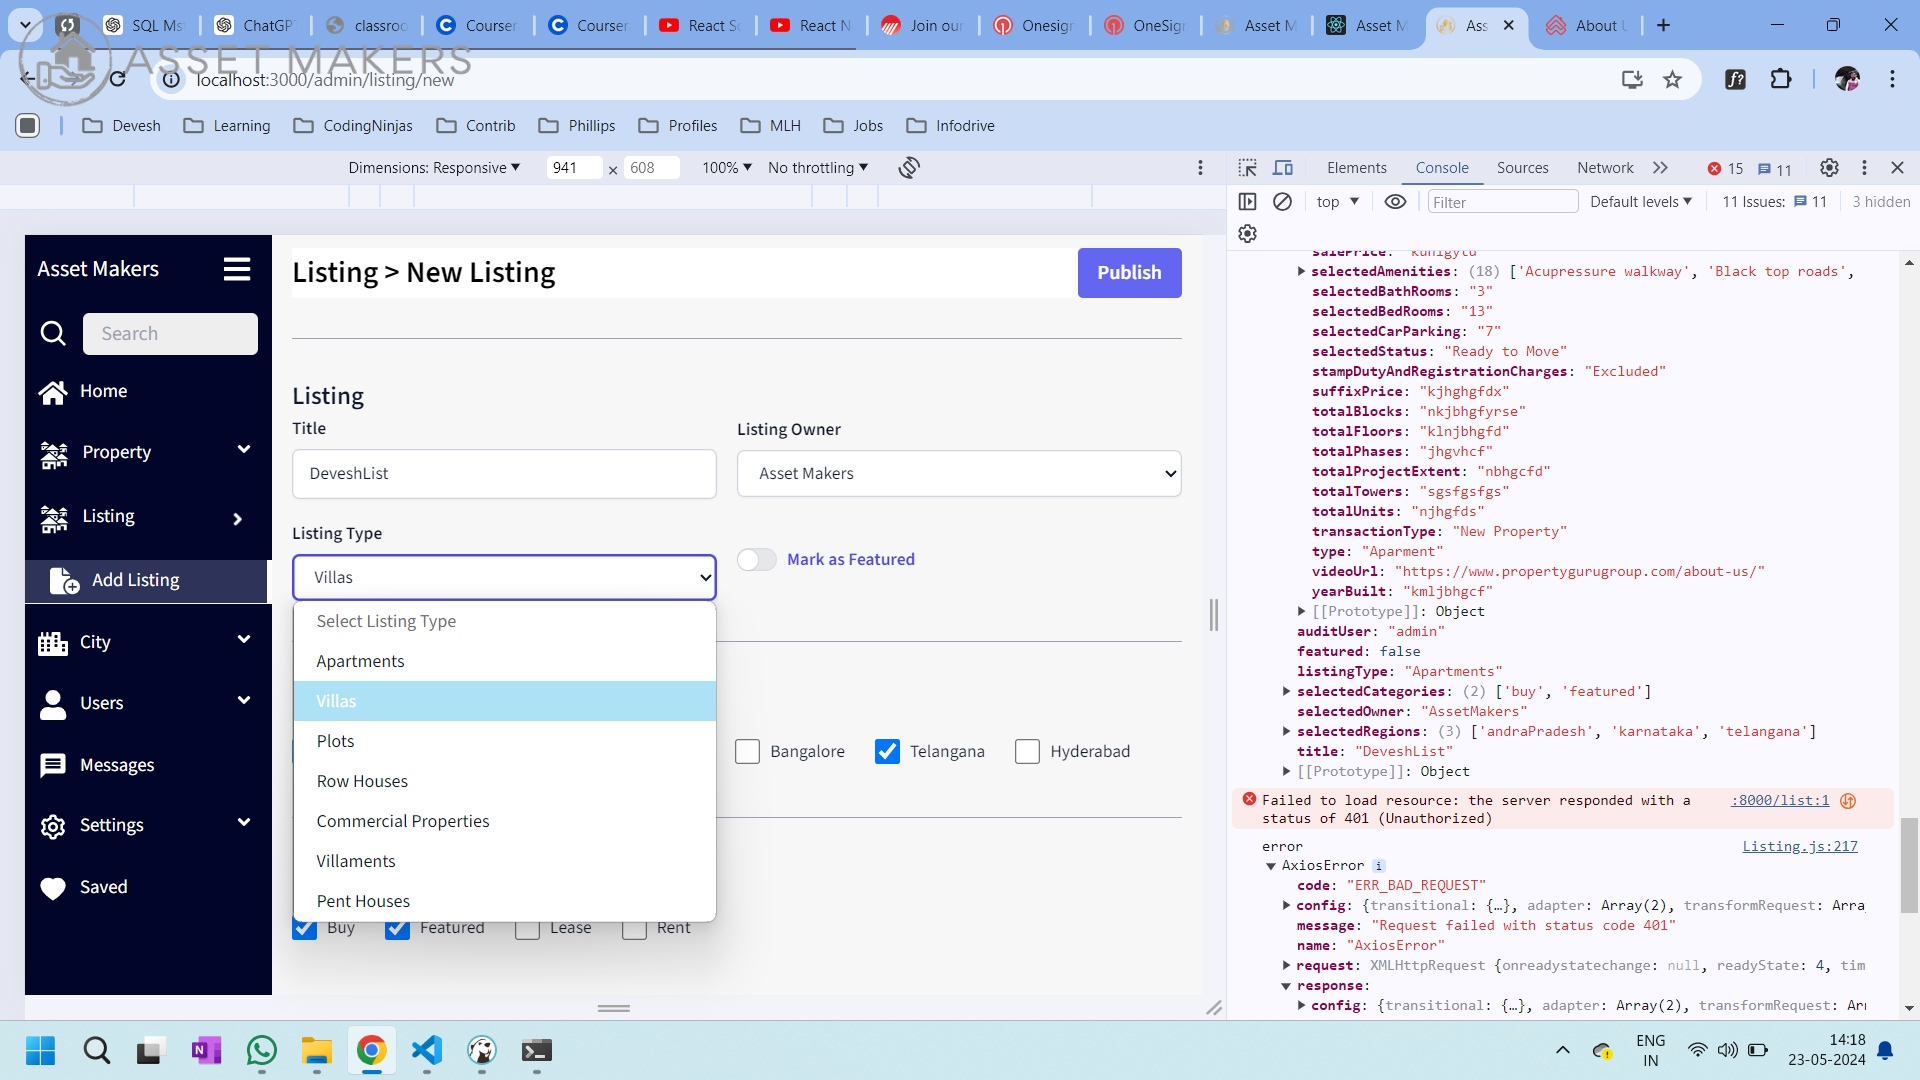 SQL Ms
ChatGP
classroo
Courser
Courser
React Sc
React N
Join our
Onesign
OneSign
Asset M
Asset M
Ass
About U
ASSET MAKERS
localhost:3000/admin/listing/new
Devesh
Learning
CodingNinjas
Contrib
Phillips
Profiles
MLH
Jobs
Infodrive
Dimensions: Responsive
941 × 608
100%
No throttling
Elements
Console
Sources
Network
15
11
top
Filter
Default levels
11 Issues: 11
3 hidden
Asset Makers
Search
Home
Property
Listing
Add Listing
City
Users
Messages
Settings
Saved
Listing > New Listing
Publish
Listing
Title
DeveshList
Listing Owner
Asset Makers
Listing Type
Villas
Mark as Featured
Select Listing Type
Apartments
Villas
Plots
Row Houses
Commercial Properties
Villaments
Pent Houses
Bangalore
Telangana
Hyderabad
Buy
Featured
Lease
Rent
salePrice: "kuhigytu"
selectedAmenities: (18) ['Acupressure walkway', 'Black top roads',
selectedBathRooms: "3"
selectedBedRooms: "13"
selectedCarParking: "7"
selectedStatus: "Ready to Move"
stampDutyAndRegistrationCharges: "Excluded"
suffixPrice: "kjhghgfdx"
totalBlocks: "nkjbhgfyrse"
totalFloors: "klnjbhgfd"
totalPhases: "jhgvhcf"
totalProjectExtent: "nbhgcfd"
totalTowers: "sgsfgsfgs"
totalUnits: "njhgfds"
transactionType: "New Property"
type: "Aparment"
videoUrl: "https://www.propertygurugroup.com/about-us/"
yearBuilt: "kmljbhgcf"
[[Prototype]]: Object
auditUser: "admin"
featured: false
listingType: "Apartments"
selectedCategories: (2) ['buy', 'featured']
selectedOwner: "AssetMakers"
selectedRegions: (3) ['andraPradesh', 'karnataka', 'telangana']
title: "DeveshList"
[[Prototype]]: Object
Failed to load resource: the server responded with a :8000/list:1
status of 401 (Unauthorized)
error Listing.js:217
AxiosError i
code: "ERR_BAD_REQUEST"
config: {transitional: {…}, adapter: Array(2), transformRequest: Arra
message: "Request failed with status code 401"
name: "AxiosError"
request: XMLHttpRequest {onreadystatechange: null, readyState: 4, tim
response:
config: {transitional: {…}, adapter: Array(2), transformRequest: Arr
ENG
IN
14:18
23-05-2024